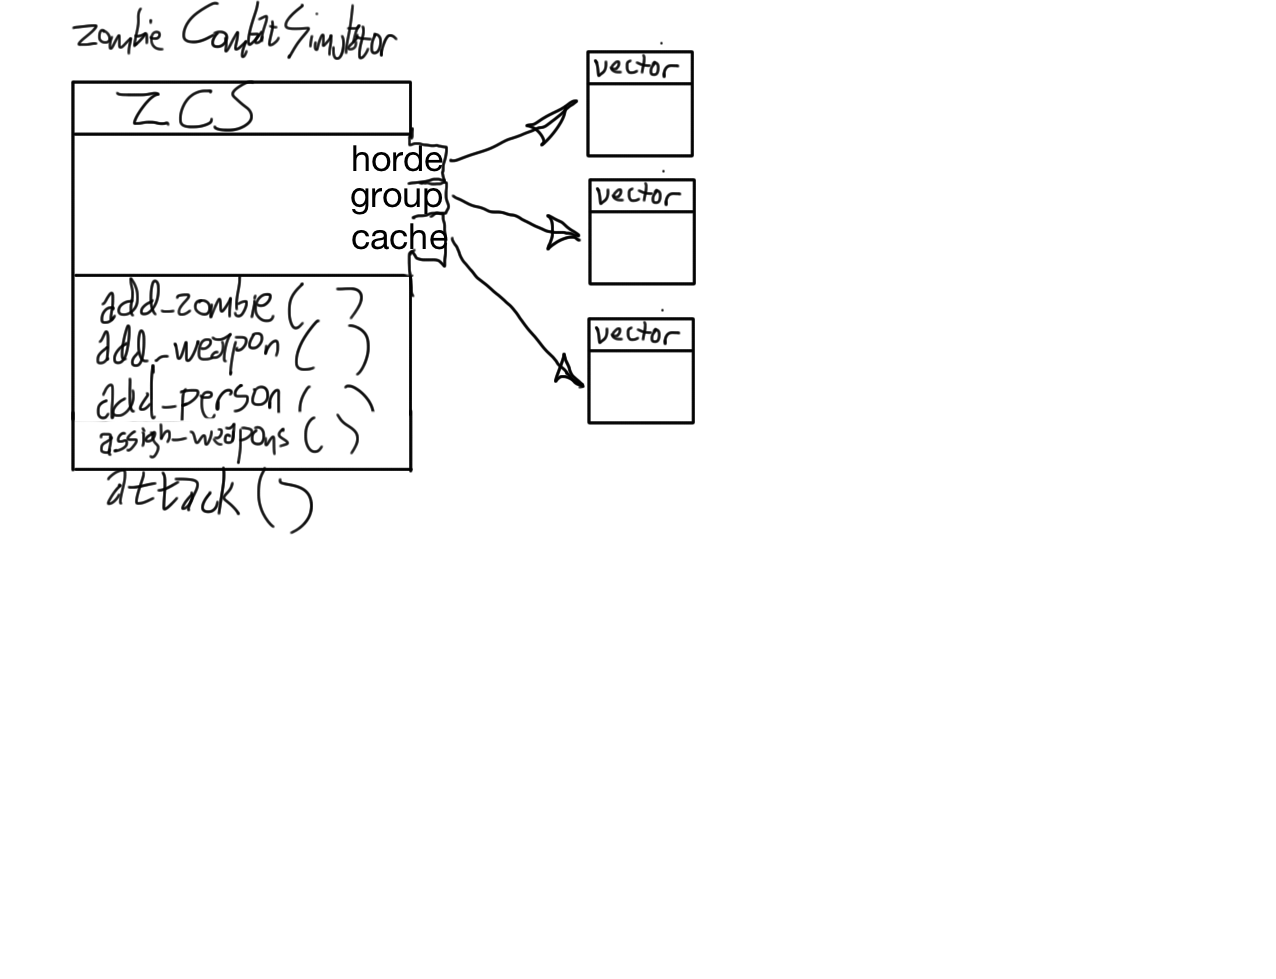 zombie Combat Simulator
ZCS
horde
group
cache
add_zombie ( )
add_weapon ( )
add_person ( )
assign_weapons ( )
attack ( )
vector
vector
vector